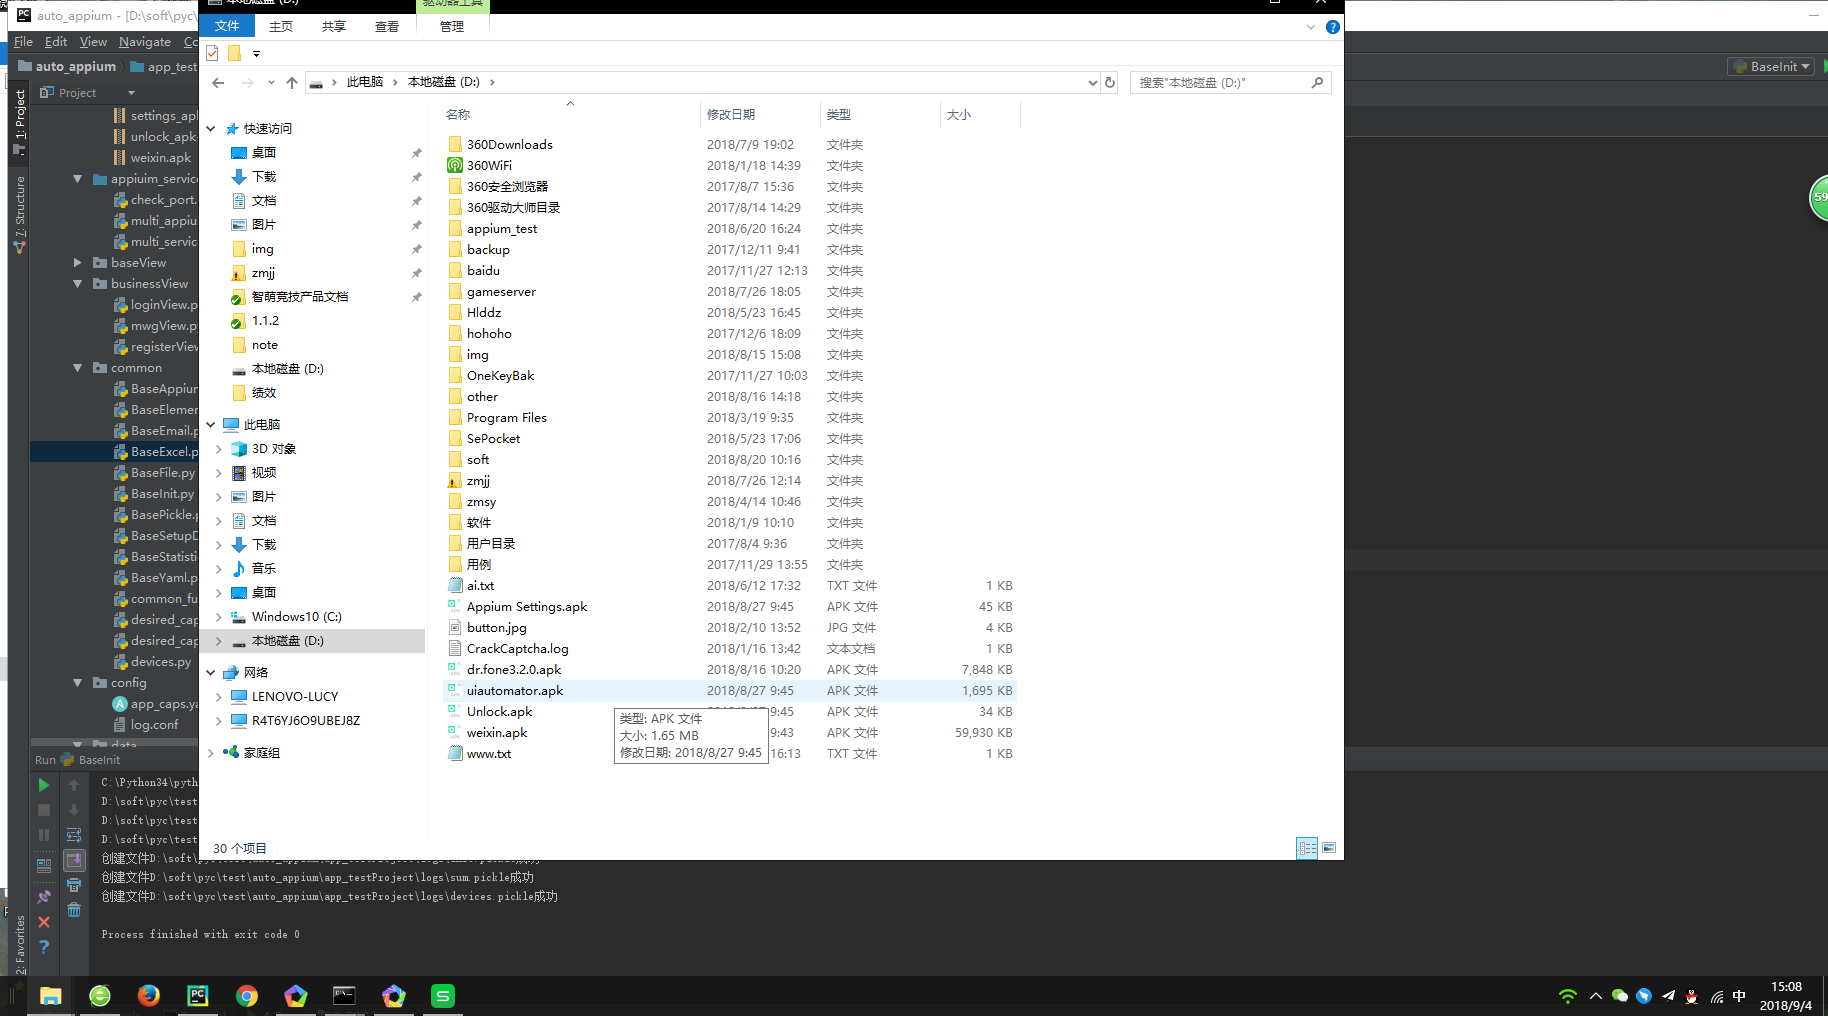 auto_appium - [D:\soft\pyc\
File Edit View Navigate
auto_appium app_test
BaseInit
Project
1: Project
7: Structure
2: Favorites
settings_ap
unlock_apk
weixin.apk
appiuim_servic
check_port.
multi_appiu
multi_servic
baseView
businessView
loginView.p
mwgView.py
registerView
common
BaseAppiur
BaseElemer
BaseEmail.p
BaseExcel.p
BaseFile.py
BaseInit.py
BasePickle.p
BaseSetupD
BaseStatisti
BaseYaml.p
common_fu
desired_cap
desired_cap
devices.py
config
app_caps.ya
log.conf
data
本地磁盘 (D:)
驱动器工具
文件 主页 共享 查看 管理
此电脑 本地磁盘 (D:)
搜索"本地磁盘 (D:)"
快速访问
桌面
下载
文档
图片
img
zmjj
智萌竞技产品文档
1.1.2
note
本地磁盘 (D:)
绩效
此电脑
3D 对象
视频
图片
文档
下载
音乐
桌面
Windows10 (C:)
本地磁盘 (D:)
网络
LENOVO-LUCY
R4T6YJ6O9UBEJ8Z
家庭组
名称 修改日期 类型 大小
360Downloads 2018/7/9 19:02 文件夹
360WiFi 2018/1/18 14:39 文件夹
360安全浏览器 2017/8/7 15:36 文件夹
360驱动大师目录 2017/8/14 14:29 文件夹
appium_test 2018/6/20 16:24 文件夹
backup 2017/12/11 9:41 文件夹
baidu 2017/11/27 12:13 文件夹
gameserver 2018/7/26 18:05 文件夹
Hlddz 2018/5/23 16:45 文件夹
hohoho 2017/12/6 18:09 文件夹
img 2018/8/15 15:08 文件夹
OneKeyBak 2017/11/27 10:03 文件夹
other 2018/8/16 14:18 文件夹
Program Files 2018/3/19 9:35 文件夹
SePocket 2018/5/23 17:06 文件夹
soft 2018/8/20 10:16 文件夹
zmjj 2018/7/26 12:14 文件夹
zmsy 2018/4/14 10:46 文件夹
软件 2018/1/9 10:10 文件夹
用户目录 2017/8/4 9:36 文件夹
用例 2017/11/29 13:55 文件夹
ai.txt 2018/6/12 17:32 TXT 文件 1 KB
Appium Settings.apk 2018/8/27 9:45 APK 文件 45 KB
button.jpg 2018/2/10 13:52 JPG 文件 4 KB
CrackCaptcha.log 2018/1/16 13:42 文本文档 1 KB
dr.fone3.2.0.apk 2018/8/16 10:20 APK 文件 7,848 KB
uiautomator.apk 2018/8/27 9:45 APK 文件 1,695 KB
Unlock.apk 9:45 APK 文件 34 KB
weixin.apk 9:43 APK 文件 59,930 KB
www.txt 16:13 TXT 文件 1 KB
类型: APK 文件
大小: 1.65 MB
修改日期: 2018/8/27 9:45
30 个项目
59
Run BaseInit
C:\Python34\pyth
D:\soft\pyc\test
D:\soft\pyc\test
D:\soft\pyc\test
创建文件D:\soft\pyc\test\auto_appium\app_testProject\logs\sum.pickle成功
创建文件D:\soft\pyc\test\auto_appium\app_testProject\logs\devices.pickle成功
Process finished with exit code 0
中
15:08
2018/9/4